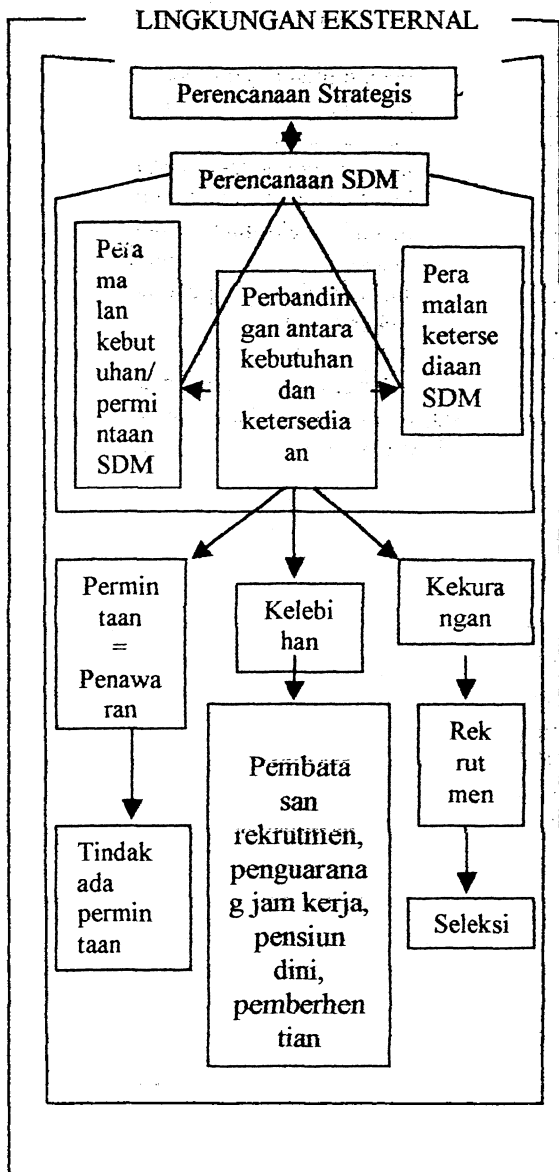 LINGKUNGAN EKSTERNAL
Perencanaan Strategis
Perencanaan SDM
Pera
ma
lan
kebut
uhan/
permi
ntaan
SDM
Perbandin
gan antara
kebutuhan
dan
ketersedia
an
Pera
malan
keterse
diaan
SDM
Permin
taan
=
Penawa
ran
Kelebi
han
Kekura
ngan
Tindak
ada
permin
taan
Pembata
san
rekrutmen,
penguarana
g jam kerja,
pensiun
dini,
pemberhen
tian
Rek
rut
men
Seleksi